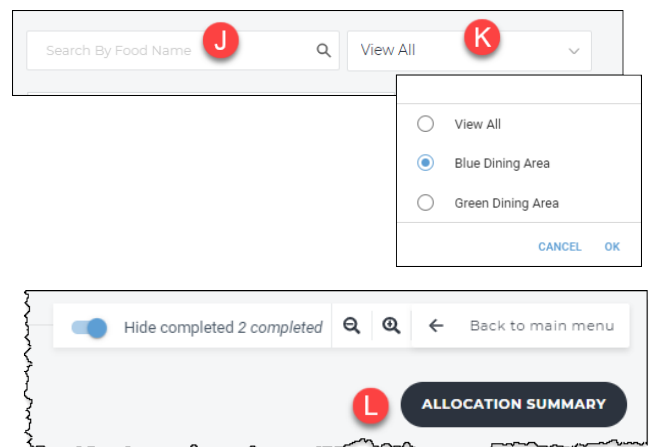 Search By Food Name J View All K
View All
Blue Dining Area
Green Dining Area
CANCEL OK
Hide completed 2 completed Back to main menu
L ALLOCATION SUMMARY